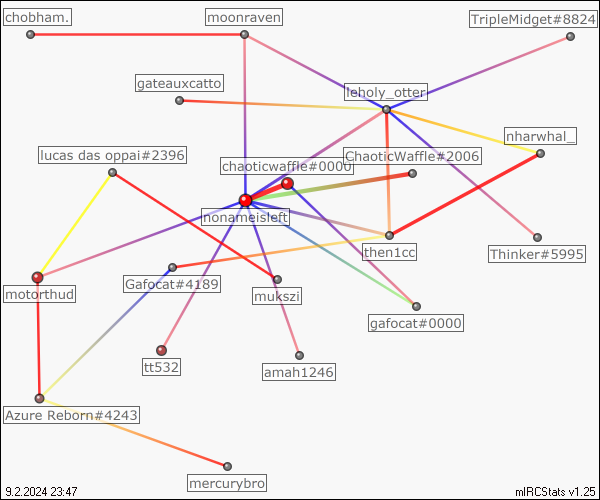 chobham.
moonraven
TripleMidget#8824
gateauxcatto
leholy_otter
nharwhal_
lucas das oppai#2396
chaoticwaffle#0000
ChaoticWaffle#2006
nonameisleft
then1cc
Thinker#5995
motorthud
Gafocat#4189
mukszi
gafocat#0000
tt532
amah1246
Azure Reborn#4243
mercurybro
9.2.2024 23:47
mIRCStats v1.25